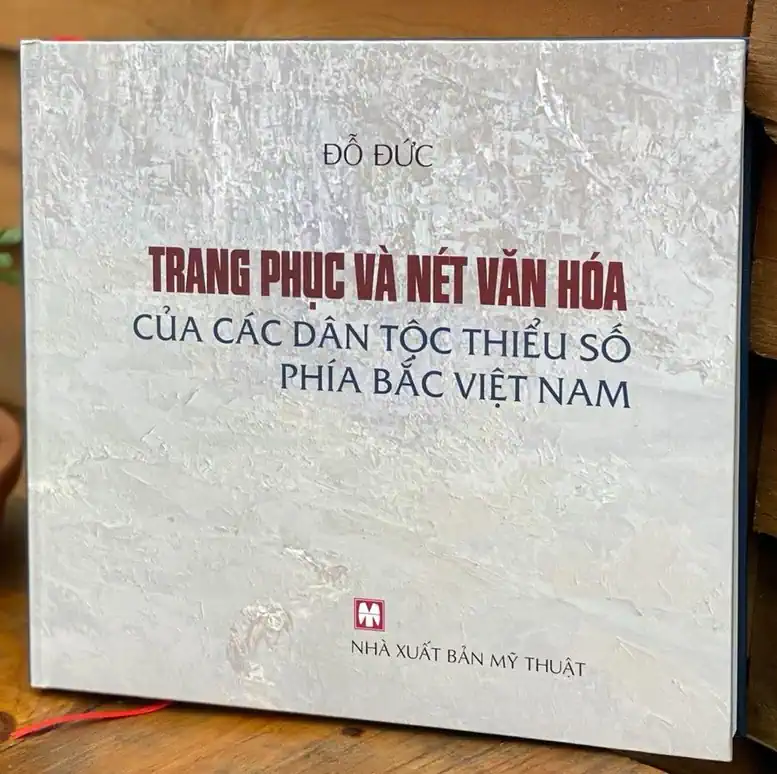 ĐỖ ĐỨC
TRANG PHỤC VÀ NÉT VĂN HÓA
CỦA CÁC DÂN TỘC THIỂU SỐ
PHÍA BẮC VIỆT NAM
NHÀ XUẤT BẢN MỸ THUẬT